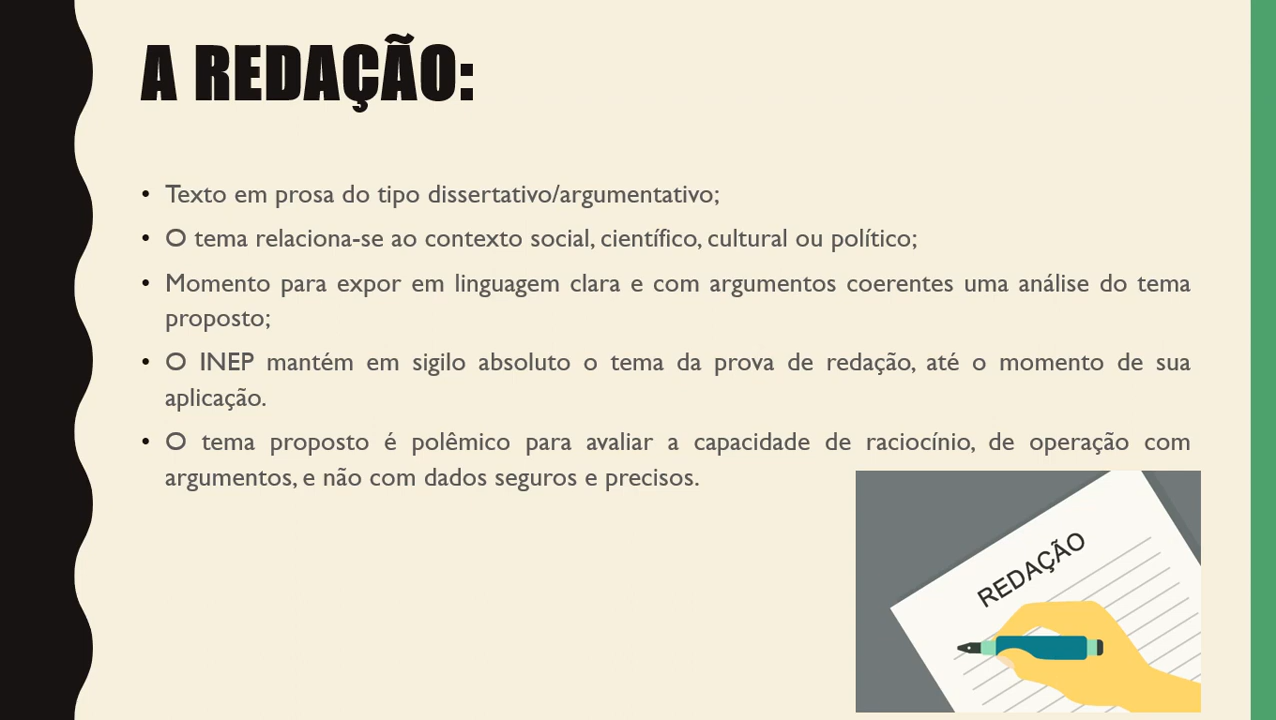 A REDAÇÃO:
• Texto em prosa do tipo dissertativo/argumentativo;
• O tema relaciona-se ao contexto social, científico, cultural ou político;
• Momento para expor em linguagem clara e com argumentos coerentes uma análise do tema
proposto;
• O INEP mantém em sigilo absoluto o tema da prova de redação, até o momento de sua
aplicação.
• O tema proposto é polêmico para avaliar a capacidade de raciocínio, de operação com
argumentos, e não com dados seguros e precisos.
REDAÇÃO